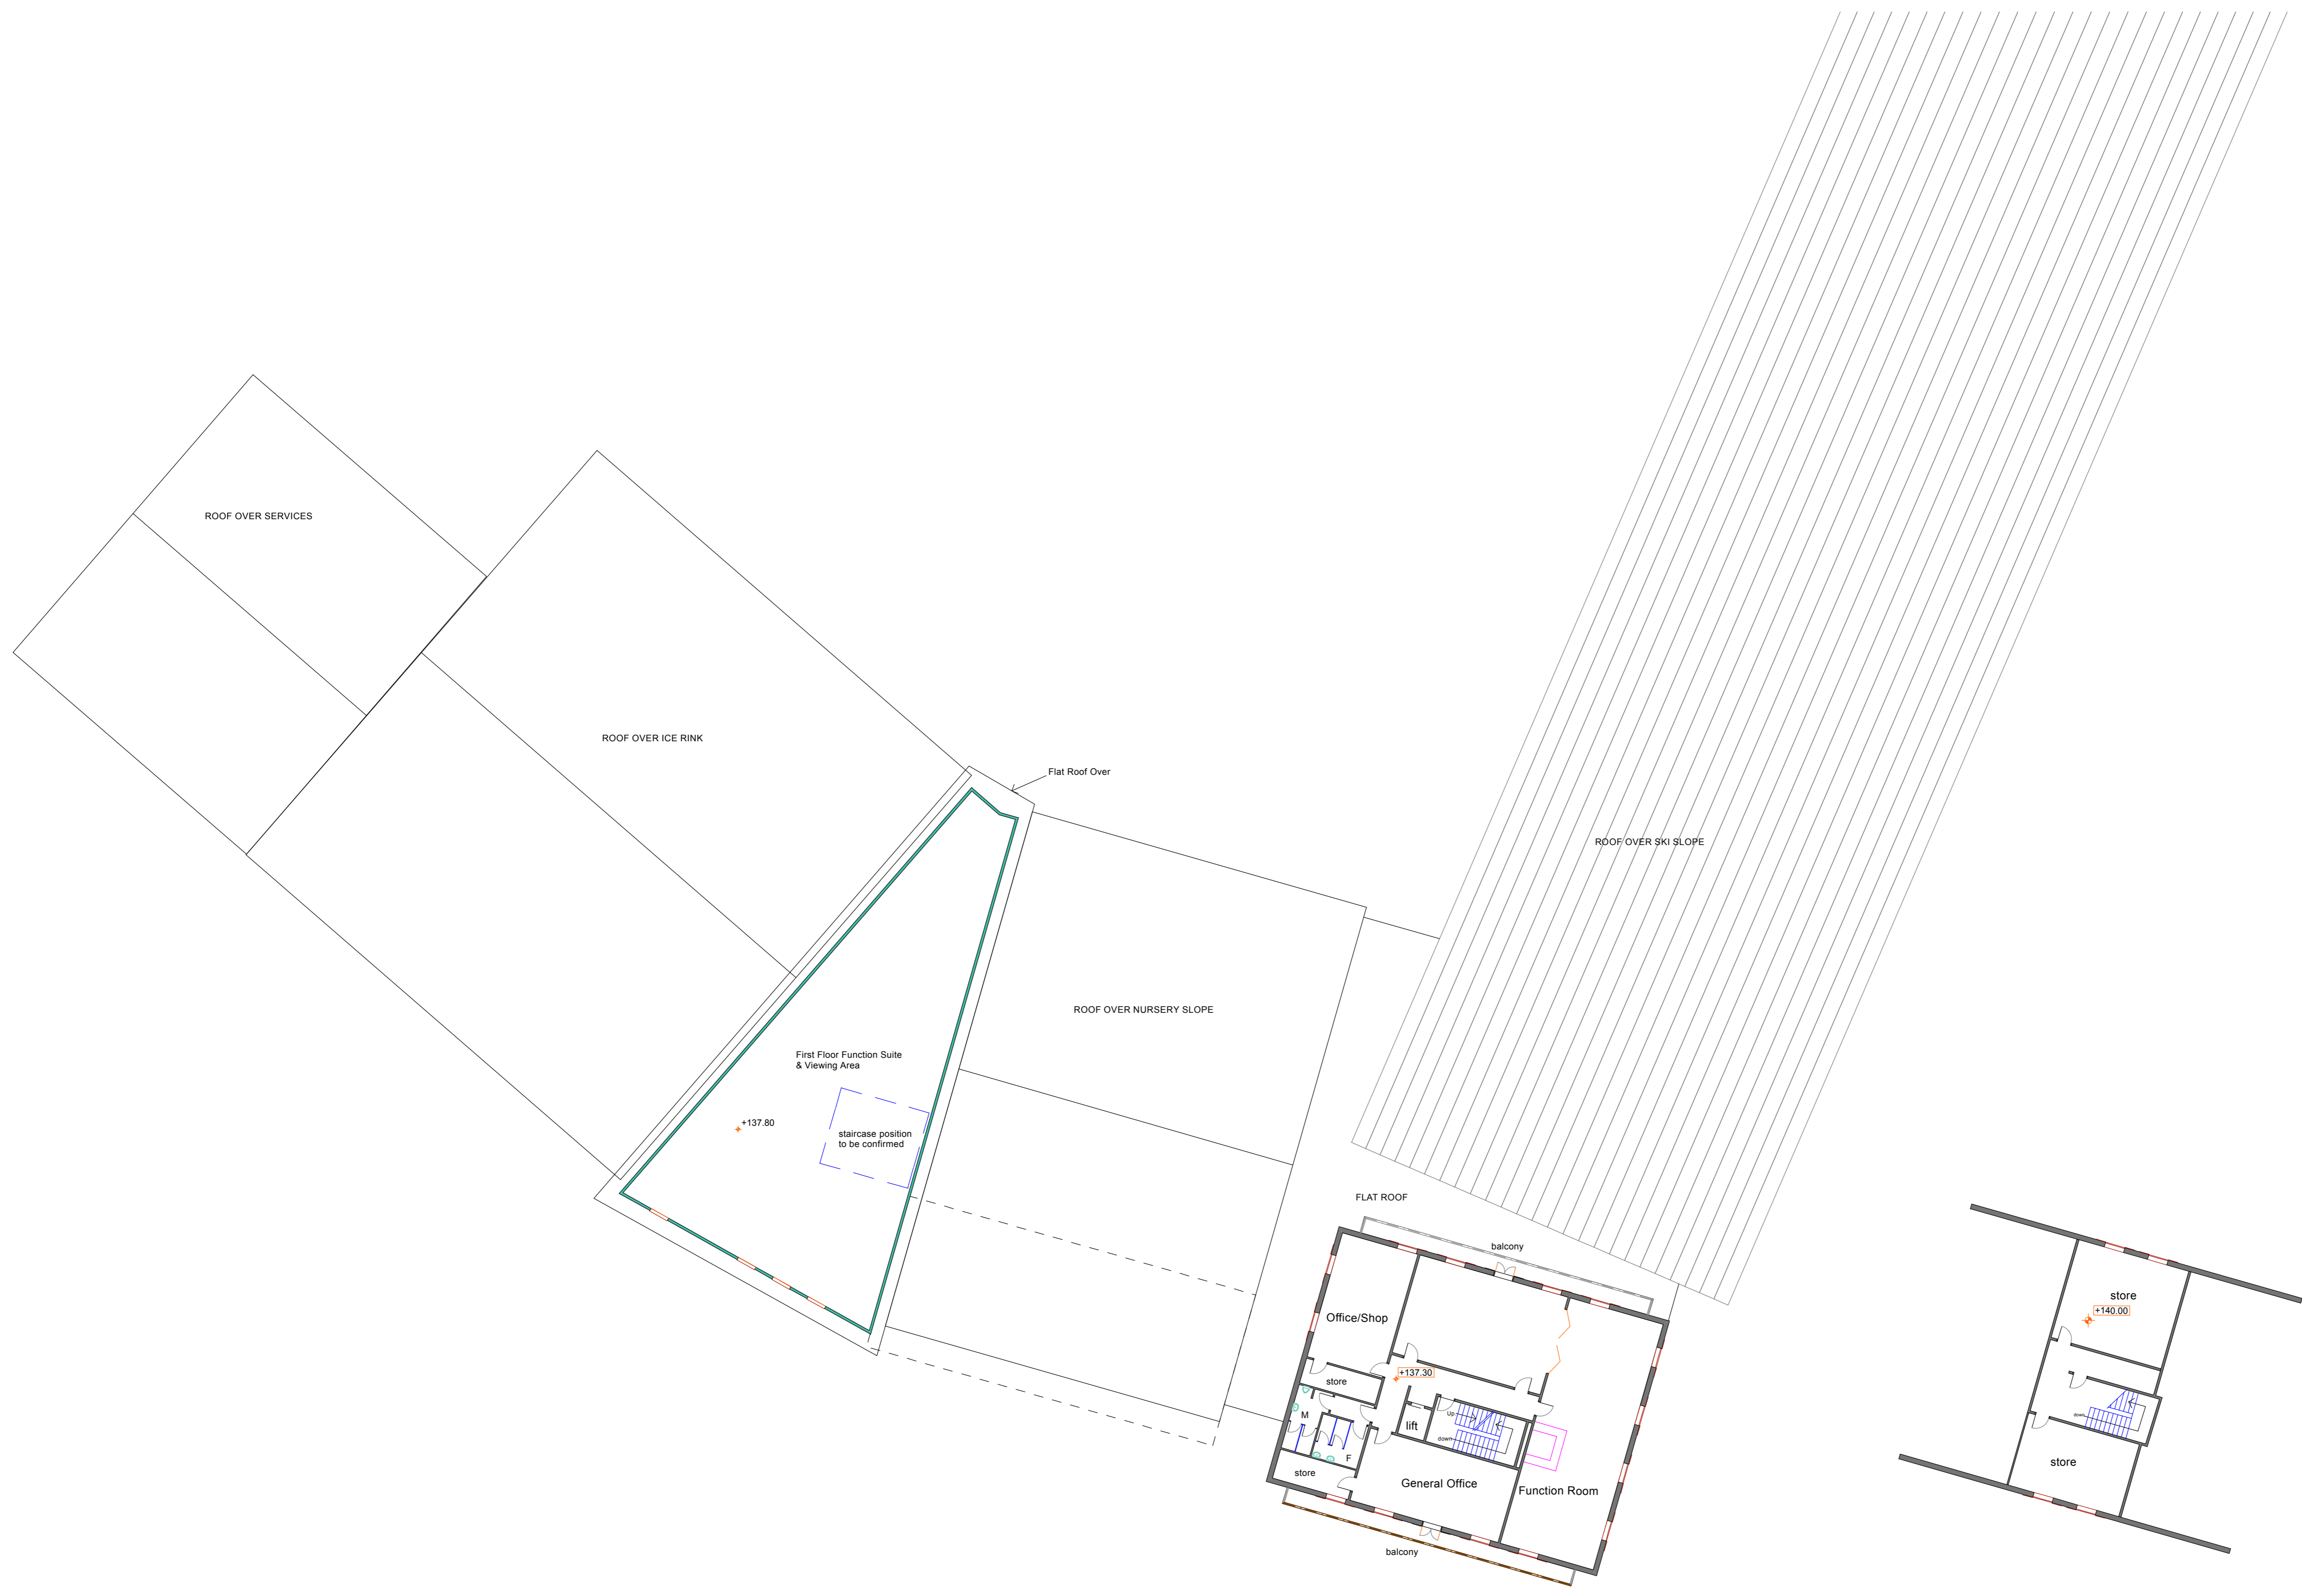 ROOF OVER SERVICES
ROOF OVER ICE RINK
Flat Roof Over
ROOF OVER SKI SLOPE
ROOF OVER NURSERY SLOPE
First Floor Function Suite
& Viewing Area
+137.80
staircase position
to be confirmed
FLAT ROOF
balcony
Office/Shop
+137.30
store
M
lift
Up
down
F
store
General Office
Function Room
balcony
store
+140.00
down
store